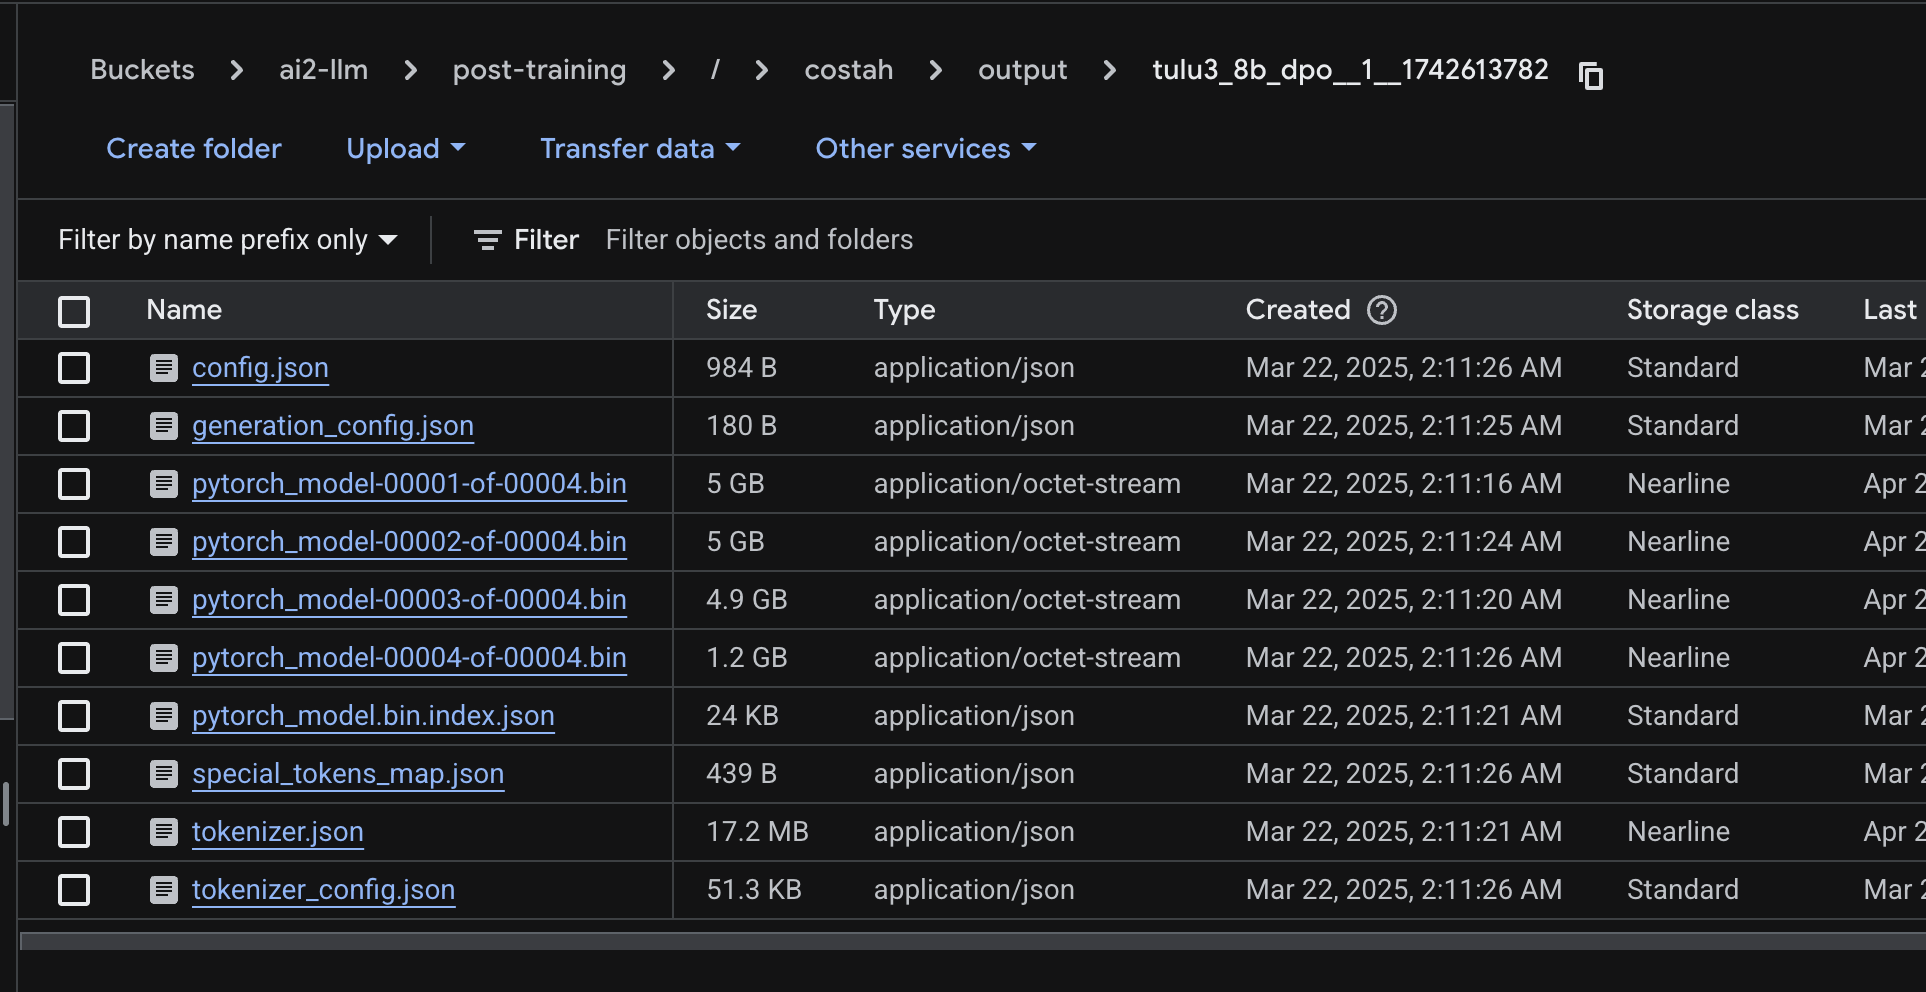 Buckets > ai2-llm > post-training > / > costah > output > tulu3_8b_dpo__1__1742613782
Create folder Upload Transfer data Other services
Filter by name prefix only Filter Filter objects and folders
Name Size Type Created Storage class Last
config.json 984 B application/json Mar 22, 2025, 2:11:26 AM Standard Mar 2
generation_config.json 180 B application/json Mar 22, 2025, 2:11:25 AM Standard Mar 2
pytorch_model-00001-of-00004.bin 5 GB application/octet-stream Mar 22, 2025, 2:11:16 AM Nearline Apr 2
pytorch_model-00002-of-00004.bin 5 GB application/octet-stream Mar 22, 2025, 2:11:24 AM Nearline Apr 2
pytorch_model-00003-of-00004.bin 4.9 GB application/octet-stream Mar 22, 2025, 2:11:20 AM Nearline Apr 2
pytorch_model-00004-of-00004.bin 1.2 GB application/octet-stream Mar 22, 2025, 2:11:26 AM Nearline Apr 2
pytorch_model.bin.index.json 24 KB application/json Mar 22, 2025, 2:11:21 AM Standard Mar 2
special_tokens_map.json 439 B application/json Mar 22, 2025, 2:11:26 AM Standard Mar 2
tokenizer.json 17.2 MB application/json Mar 22, 2025, 2:11:21 AM Nearline Apr 2
tokenizer_config.json 51.3 KB application/json Mar 22, 2025, 2:11:26 AM Standard Mar 2